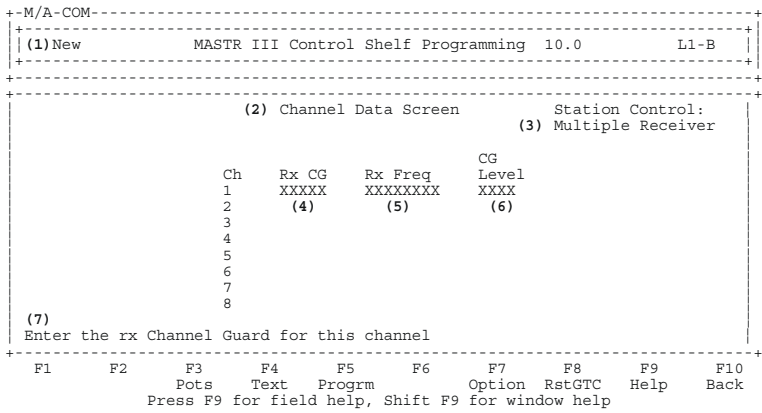 M/A-COM
(1) New MASTR III Control Shelf Programming 10.0 L1-B
(2) Channel Data Screen Station Control:
(3) Multiple Receiver
CG
Ch Rx CG Rx Freq Level
1 XXXXX XXXXXXXX XXXX
2 (4) (5) (6)
3
4
5
6
7
8
(7)
Enter the rx Channel Guard for this channel
F1 F2 F3 F4 F5 F6 F7 F8 F9 F10
Pots Text Progrm Option RstGTC Help Back
Press F9 for field help, Shift F9 for window help